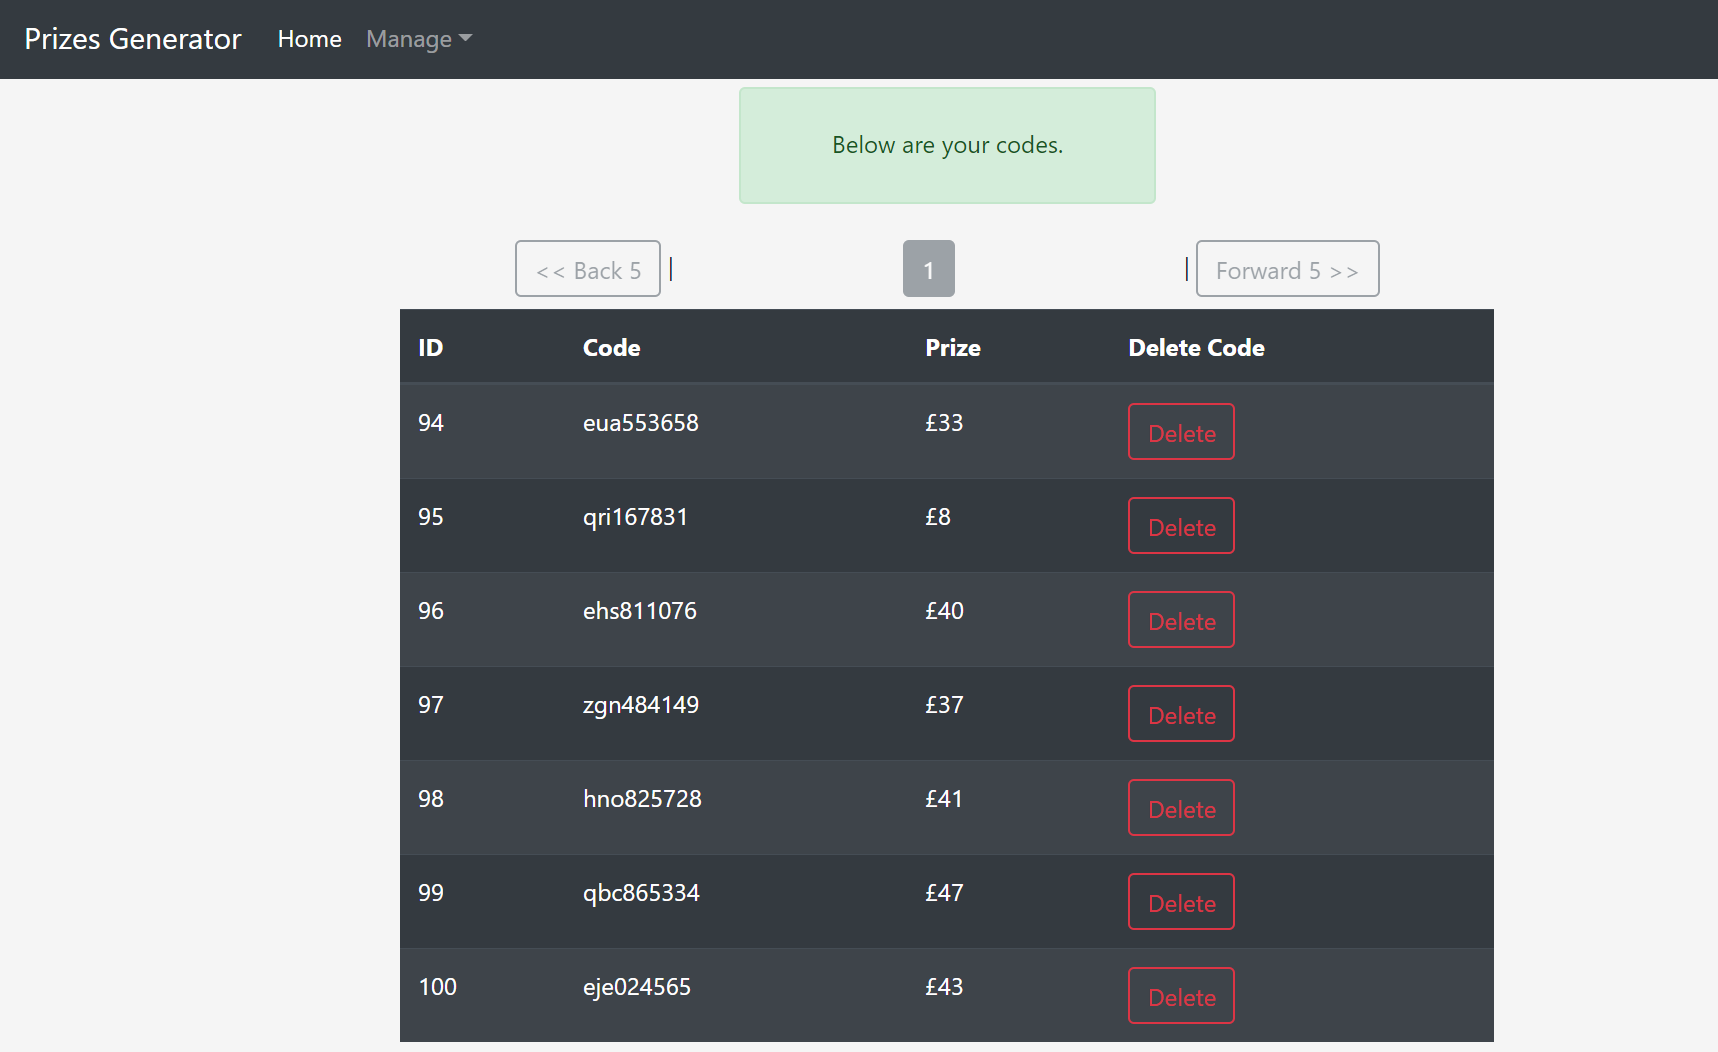 Prizes Generator Home Manage
Below are your codes.
<< Back 5 | 1 | Forward 5 >>
ID Code Prize Delete Code
94 eua553658 £33 Delete
95 qri167831 £8 Delete
96 ehs811076 £40 Delete
97 zgn484149 £37 Delete
98 hno825728 £41 Delete
99 qbc865334 £47 Delete
100 eje024565 £43 Delete